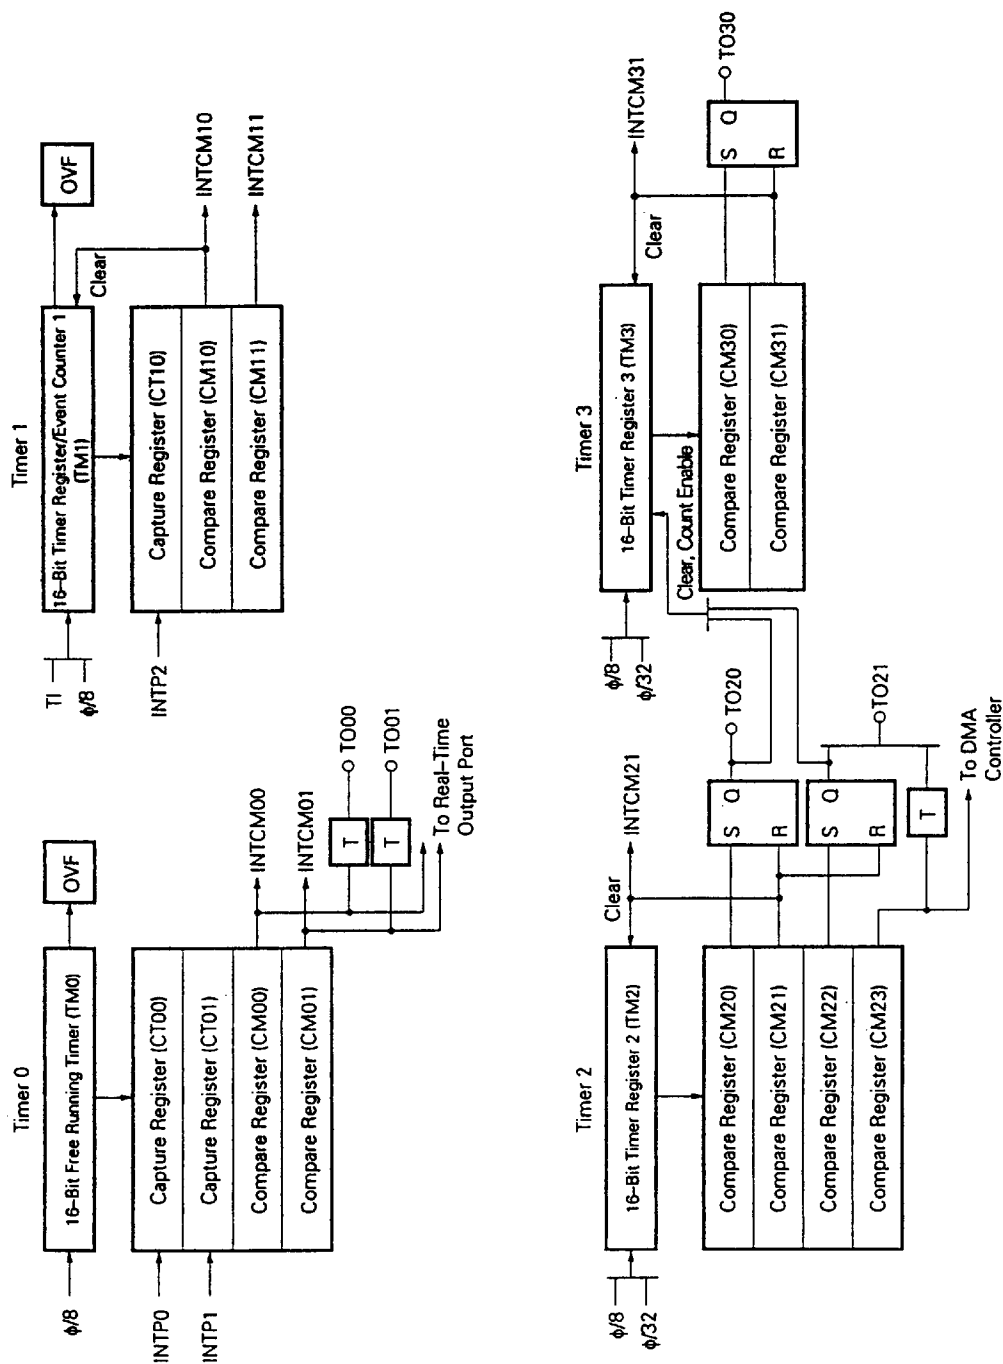 Timer 0
φ/8
16–Bit Free Running Timer (TM0)
OVF
INTP0
INTP1
Capture Register (CT00)
Capture Register (CT01)
Compare Register (CM00)
Compare Register (CM01)
INTCM00
INTCM01
T
TO00
T
TO01
To Real–Time
Output Port
Timer 1
TI
φ/8
16–Bit Timer Register/Event Counter 1
(TM1)
OVF
Clear
INTP2
Capture Register (CT10)
Compare Register (CM10)
Compare Register (CM11)
INTCM10
INTCM11
Timer 2
φ/8
φ/32
16–Bit Timer Register 2 (TM2)
Clear
INTCM21
Compare Register (CM20)
Compare Register (CM21)
Compare Register (CM22)
Compare Register (CM23)
S Q
R
TO20
S Q
R
TO21
T
To DMA
Controller
Timer 3
φ/8
φ/32
16–Bit Timer Register 3 (TM3)
Clear
INTCM31
Clear, Count Enable
Compare Register (CM30)
Compare Register (CM31)
S Q
R
TO30